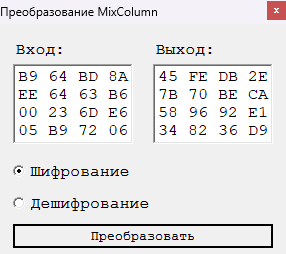 Преобразование MixColumn
Вход: Выход:
B9 64 BD 8A 45 FE DB 2E
EE 64 63 B6 7B 70 BE CA
00 23 6D E6 58 96 92 E1
05 B9 72 06 34 82 36 D9
Шифрование
Дешифрование
Преобразовать